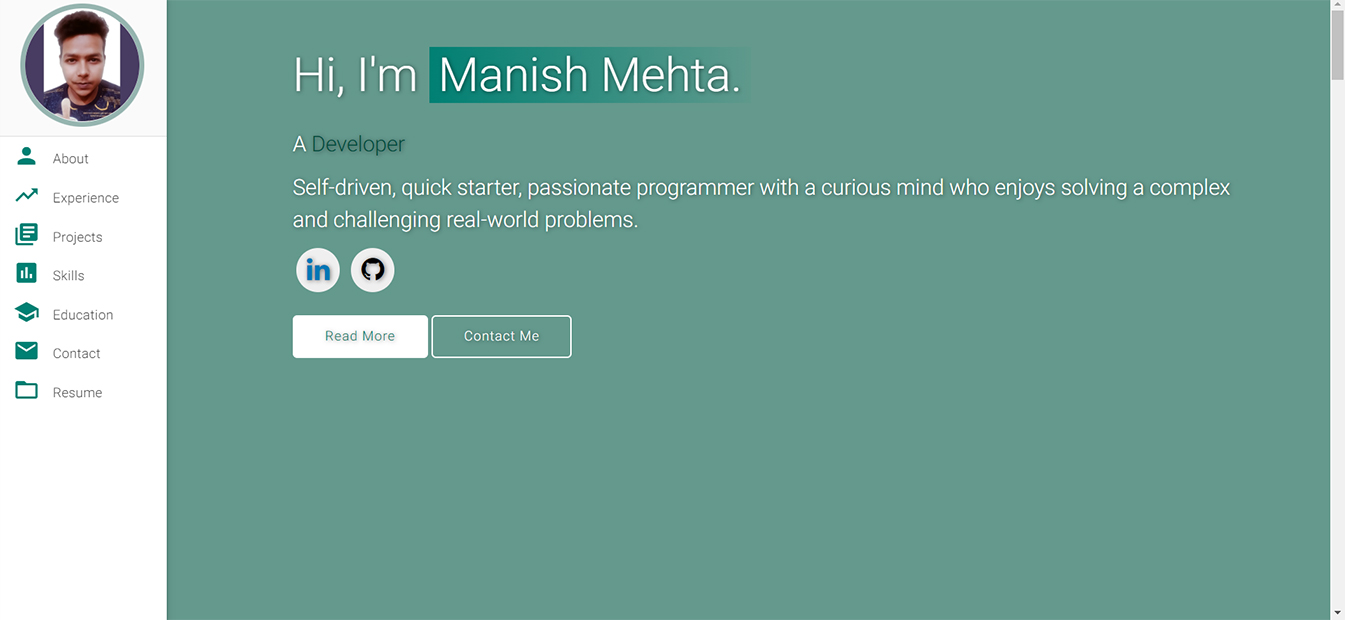 About
Experience
Projects
Skills
Education
Contact
Resume
Hi, I'm Manish Mehta.
A Developer
Self-driven, quick starter, passionate programmer with a curious mind who enjoys solving a complex
and challenging real-world problems.
in
Read More
Contact Me